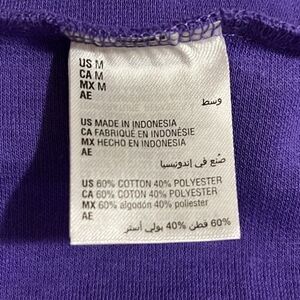 US M
CA M
MX M
AE
وسط
US MADE IN INDONESIA
CA FABRIQUÉ EN INDONÉSIE
MX HECHO EN INDONESIA
AE
صنع في إندونيسيا
US 60% COTTON 40% POLYESTER
CA 60% COTON 40% POLYESTER
MX 60% algodón 40% poliester
AE
60% قطن 40% بولي أستر